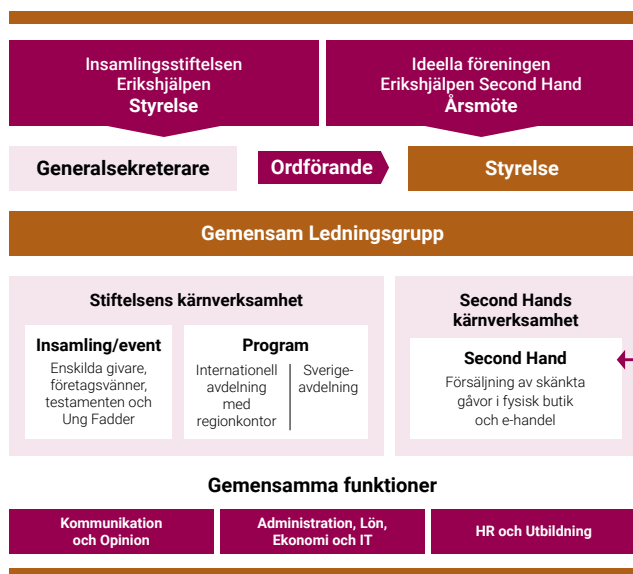 Insamlingsstiftelsen
Erikshjälpen
Styrelse
Ideella föreningen
Erikshjälpen Second Hand
Årsmöte
Generalsekreterare
Ordförande
Styrelse
Gemensam Ledningsgrupp
Stiftelsens kärnverksamhet
Insamling/event
Enskilda givare,
företagsvänner,
testamenten och
Ung Fadder
Program
Internationell
avdelning
med
regionkontor
Sverige-
avdelning
Second Hands
kärnverksamhet
Second Hand
Försäljning av skänkta
gåvor i fysisk butik
och e-handel
Gemensamma funktioner
Kommunikation
och Opinion
Administration, Lön,
Ekonomi och IT
HR och Utbildning